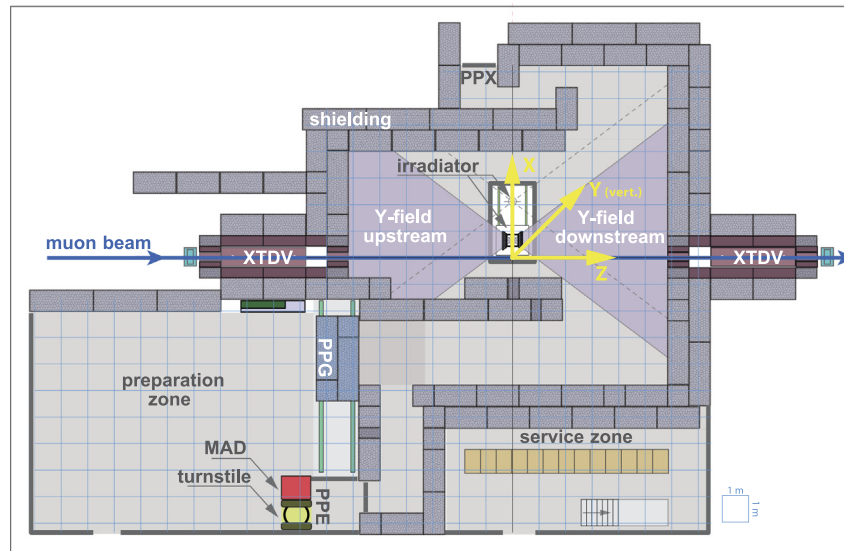 PPX
shielding
irradiator
X
Y (vert.)
Y-field
upstream
Y-field
downstream
muon beam
XTDV
Z
XTDV
PPG
preparation
zone
service zone
MAD
turnstile
PPE
1 m
1 m